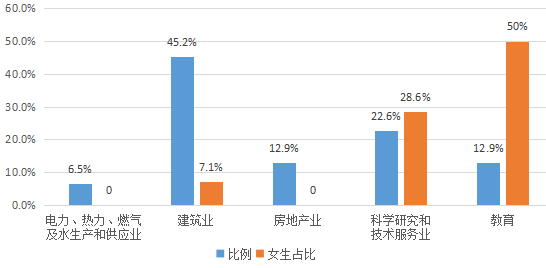 60.0%
50.0%
40.0%
30.0%
20.0%
10.0%
0.0%
6.5%
0
45.2%
7.1%
12.9%
0
22.6%
28.6%
12.9%
50%
电力、热力、燃气
及水生产和供应业
建筑业
房地产业
科学研究和
技术服务业
教育
比例 女生占比